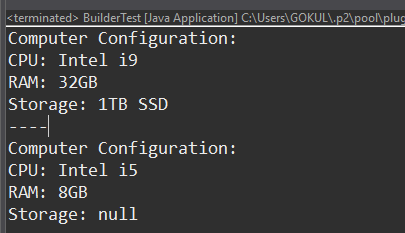 <terminated> BuilderTest [Java Application] C:\Users\GOKUL\.p2\pool\plug
Computer Configuration:
CPU: Intel i9
RAM: 32GB
Storage: 1TB SSD
----
Computer Configuration:
CPU: Intel i5
RAM: 8GB
Storage: null